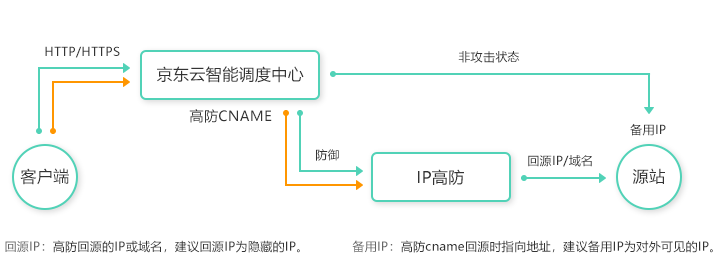 HTTP/HTTPS
京东云智能调度中心
非攻击状态
高防CNAME
备用IP
防御
客户端
IP高防
回源IP/域名
源站
回源IP：高防回源的IP或域名，建议回源IP为隐藏的IP。
备用IP：高防cname回源时指向地址，建议备用IP为对外可见的IP。